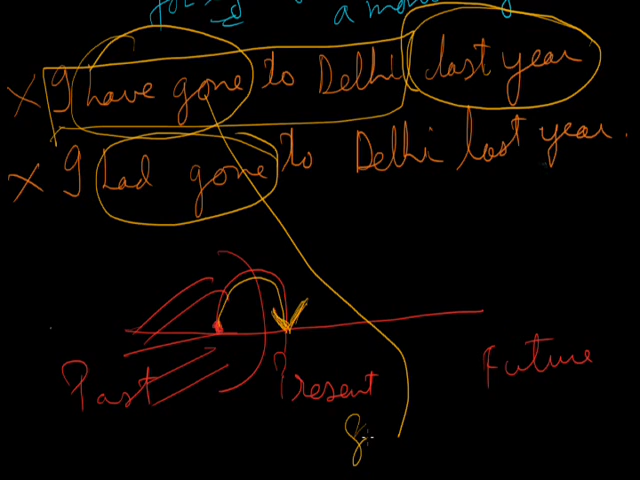 a
× I have gone to Delhi last year
× I had gone to Delhi last year.
Past Present Future